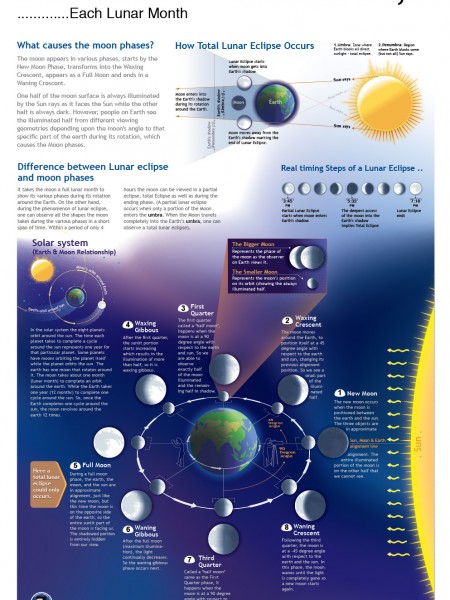 .............Each Lunar Month
What causes the moon phases?
The moon appears in various phases, starts by the
New Moon Phase, transforms into the Waxing
Crescent, appears as a Full Moon and ends in a
Waning Crescent.
One half of the moon surface is always illuminated
by the Sun rays as it faces the Sun while the other
half is always dark. However, people on Earth see
the illuminated half from different viewing
geometries depending upon the moon's angle to that
specific part of the earth during its rotation, which
causes the Moon phases.
How Total Lunar Eclipse Occurs
Lunar Eclipse starts
when moon gets into
Earth's shadow
1.Umbra: Zone where
Earth blocks all direct
sunlight - total eclipse.
2.Penumbra: Region
where Earth blocks some
(but not all) Sun rays.
Moon enters into
the Earth's shadow
during its rotation
around the Earth.
Moon
Earth
Sun rays
Sun
Sun rays
Moon moves away from the
Earth's shadow marking the
end of Lunar Eclipse.
Difference between Lunar eclipse
and moon phases
It takes the moon a full lunar month to
show its various phases during its rotation
around the Earth. On the other hand,
during the phenomenon of lunar eclipse,
one can observe all the shapes the moon
takes during the various phases in a short
span of time. Within a period of only 4
hours the moon can be viewed in a partial
eclipse, total Eclipse as well as during the
ending phase. (A partial lunar eclipse
occurs when only a portion of the Moon
enters the umbra). When the Moon travels
completely into the Earth's umbra, one can
observe a total lunar eclipse).
Real timing Steps of a Lunar Eclipse ..
Partial Lunar Eclipse
starts when moon enters
Earth's shadow
The deepest access
of the moon into the
Earth's shadow
implies Total Eclipse
Lunar Eclipse
ends
Solar system
(Earth & Moon Relationship)
In the solar system the eight planets
orbit around the sun. The time each
planet takes to complete a cycle
around the sun represents one year for
that particular planet. Some planets
have moons orbiting the planet itself
while the planet orbits the sun. The
earth has one moon that rotates around
it. The moon takes about one month
(lunar month) to complete an orbit
around the earth. While the Earth takes
one year (12 months) to complete one
cycle around the sun. So, since the
Earth completes one cycle around the
sun, the moon revolves around the
earth 12 times.
The Bigger Moon
Represents the phase of
the moon as the observer
on Earth views it.
The Smaller Moon
Represents the moon's position
on its orbit (showing the always
illuminated half.
4 Waxing
Gibbous
After the first quarter,
the sunlit portion
starts increasing
which results in the
illumination of more
than half, so it is
waxing gibbous
3 First
Quarter
The first quarter
called a "half moon",
happens when the
moon is at a 90
degree angle with
respect to the earth
and sun. So we are
able to
observe
exactly half
of the moon
illuminated
and the remain-
ing half in shadow.
2 Waxing
Crescent
The moon moves
around the earth, to
position itself at a 45
degree angle with
respect to the earth
and sun, changing its
previous alignment
position. So we see a
small part
of the
illuminated
half.
1 New Moon
The new moon occurs
when the moon is
positioned between the
earth and the sun.
The three objects are
in approximate
Sun, Moon & Earth
alignment line
alignment. The
entire illuminated
portion of the moon is
on the other half that
we cannot see.
Sun
5 Full Moon
During a full moon
phase, the earth, the
moon, and the sun are
in approximate
alignment, just like
the new moon, but
this time the moon is
on the opposite side
of the earth, so the
entire sunlit part of
the moon is facing us.
The shadowed portion
is entirely hidden
from our view.
Here a
total lunar
eclipse
could only
occurs.
6 Waning
Gibbous
After the full moon
(maximum illumina-
tion), the light
continually decreases.
So the waning gibbous
phase occurs next
7 Third
Quarter
Called a "half moon"
same as the First
Quarter Phase, it
happens when the
moon is at a 90 degree
angle with respect to
8 Waning
Crescent
Following the third
quarter, the moon is
at a -45 degree angle
with respect to the
earth and the sun. In
this phase, the moon
wanes until the light
is completely gone to
a new moon starts
again.